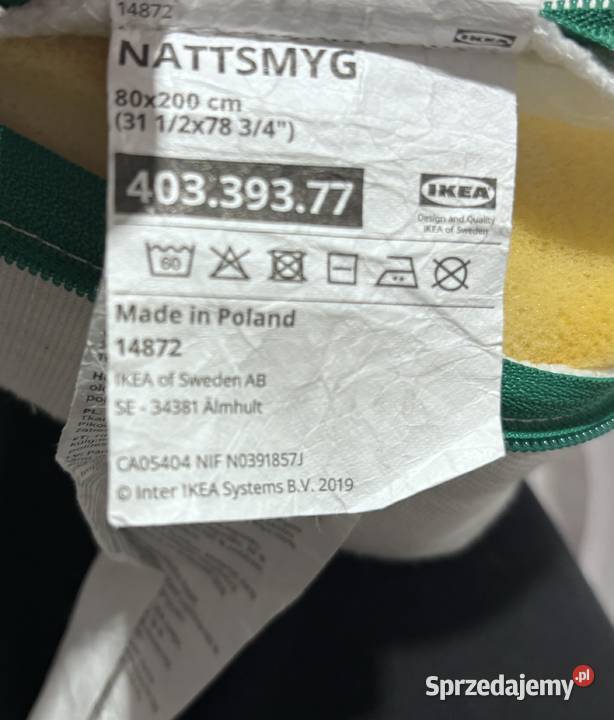 14872
IKEA
NATTSMYG
80x200 cm
(31 1/2x78 3/4")
403.393.77
IKEA
Design and Quality
IKEA of Sweden
60
Made in Poland
14872
IKEA of Sweden AB
SE - 34381 Älmhult
CA05404 NIF N0391857J
© Inter IKEA Systems B.V. 2019
Sprzedajemy.pl